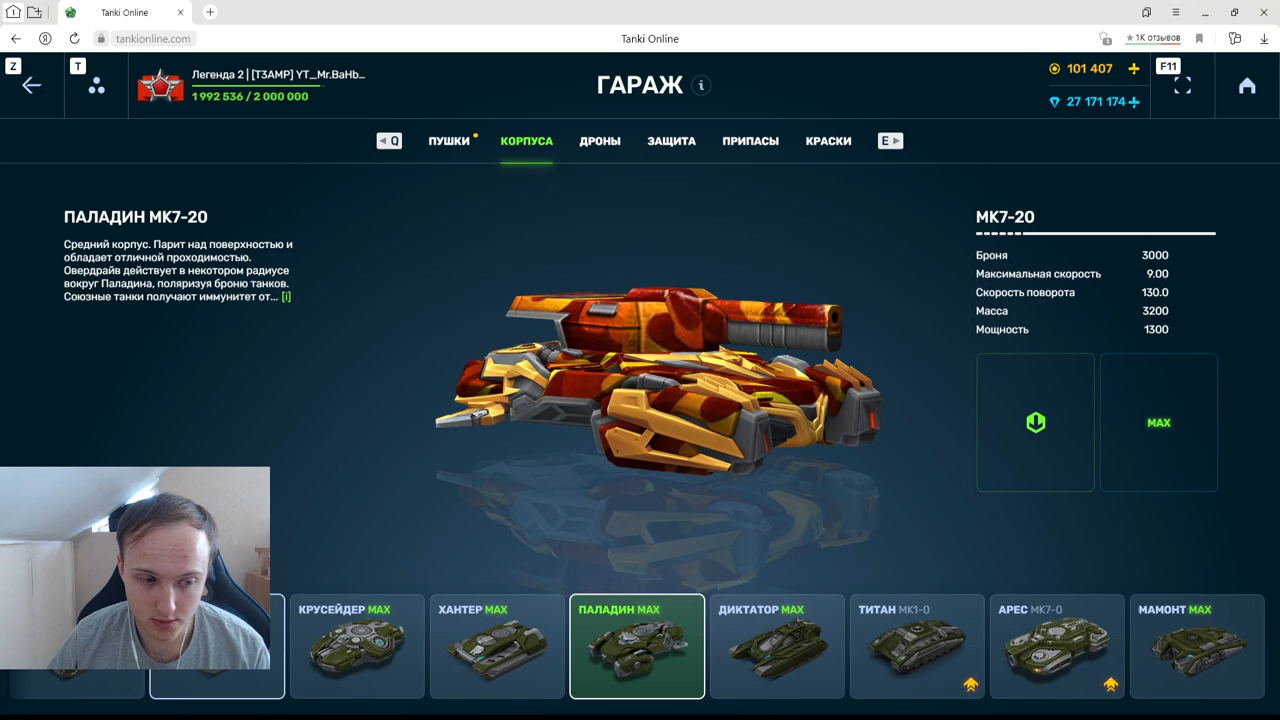 Tanki Online
tankionline.com
Tanki Online
1К отзывов
Z
T
Легенда 2 | [T3AMP] YT_Mr.BaHb...
1 992 536 / 2 000 000
ГАРАЖ
i
101 407
27 171 174
F11
Q
ПУШКИ
КОРПУСА
ДРОНЫ
ЗАЩИТА
ПРИПАСЫ
КРАСКИ
E
ПАЛАДИН МК7-20
Средний корпус. Парит над поверхностью и
обладает отличной проходимостью.
Овердрайв действует в некотором радиусе
вокруг Паладина, поляризуя броню танков.
Союзные танки получают иммунитет от... [i]
МК7-20
Броня 3000
Максимальная скорость 9.00
Скорость поворота 130.0
Масса 3200
Мощность 1300
MAX
КРУСЕЙДЕР MAX
ХАНТЕР MAX
ПАЛАДИН MAX
ДИКТАТОР MAX
ТИТАН МК1-0
АРЕС МК7-0
МАМОНТ MAX